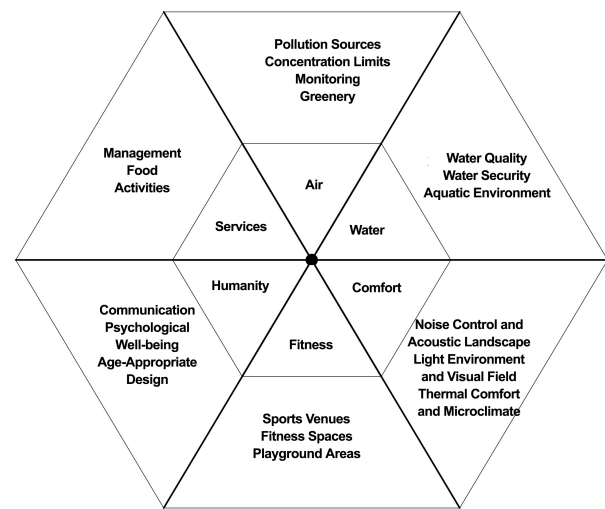 Pollution Sources
Concentration Limits
Monitoring
Greenery
Management
Food
Activities
Water Quality
Water Security
Aquatic Environment
Air
Services
Water
Humanity
Comfort
Fitness
Communication
Psychological
Well-being
Age-Appropriate
Design
Noise Control and
Acoustic Landscape
Light Environment
and Visual Field
Thermal Comfort
and Microclimate
Sports Venues
Fitness Spaces
Playground Areas